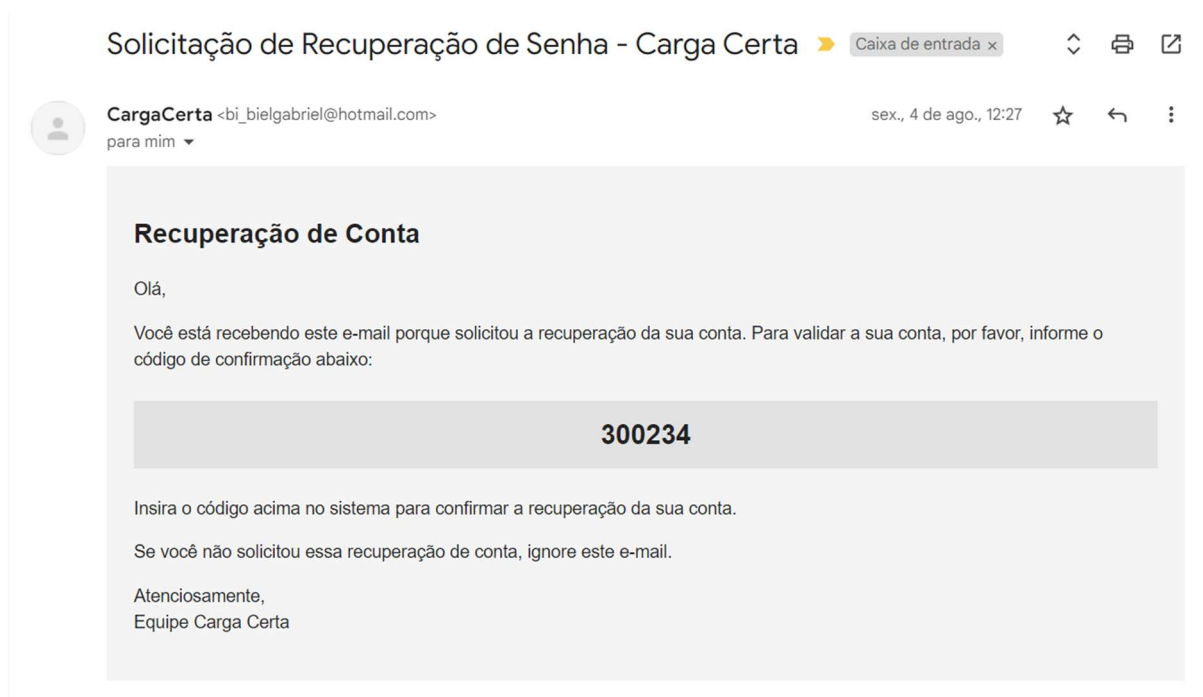 Solicitação de Recuperação de Senha - Carga Certa Caixa de entrada x
CargaCerta <bi_bielgabriel@hotmail.com> sex., 4 de ago., 12:27
para mim
Recuperação de Conta
Olá,
Você está recebendo este e-mail porque solicitou a recuperação da sua conta. Para validar a sua conta, por favor, informe o
código de confirmação abaixo:
300234
Insira o código acima no sistema para confirmar a recuperação da sua conta.
Se você não solicitou essa recuperação de conta, ignore este e-mail.
Atenciosamente,
Equipe Carga Certa